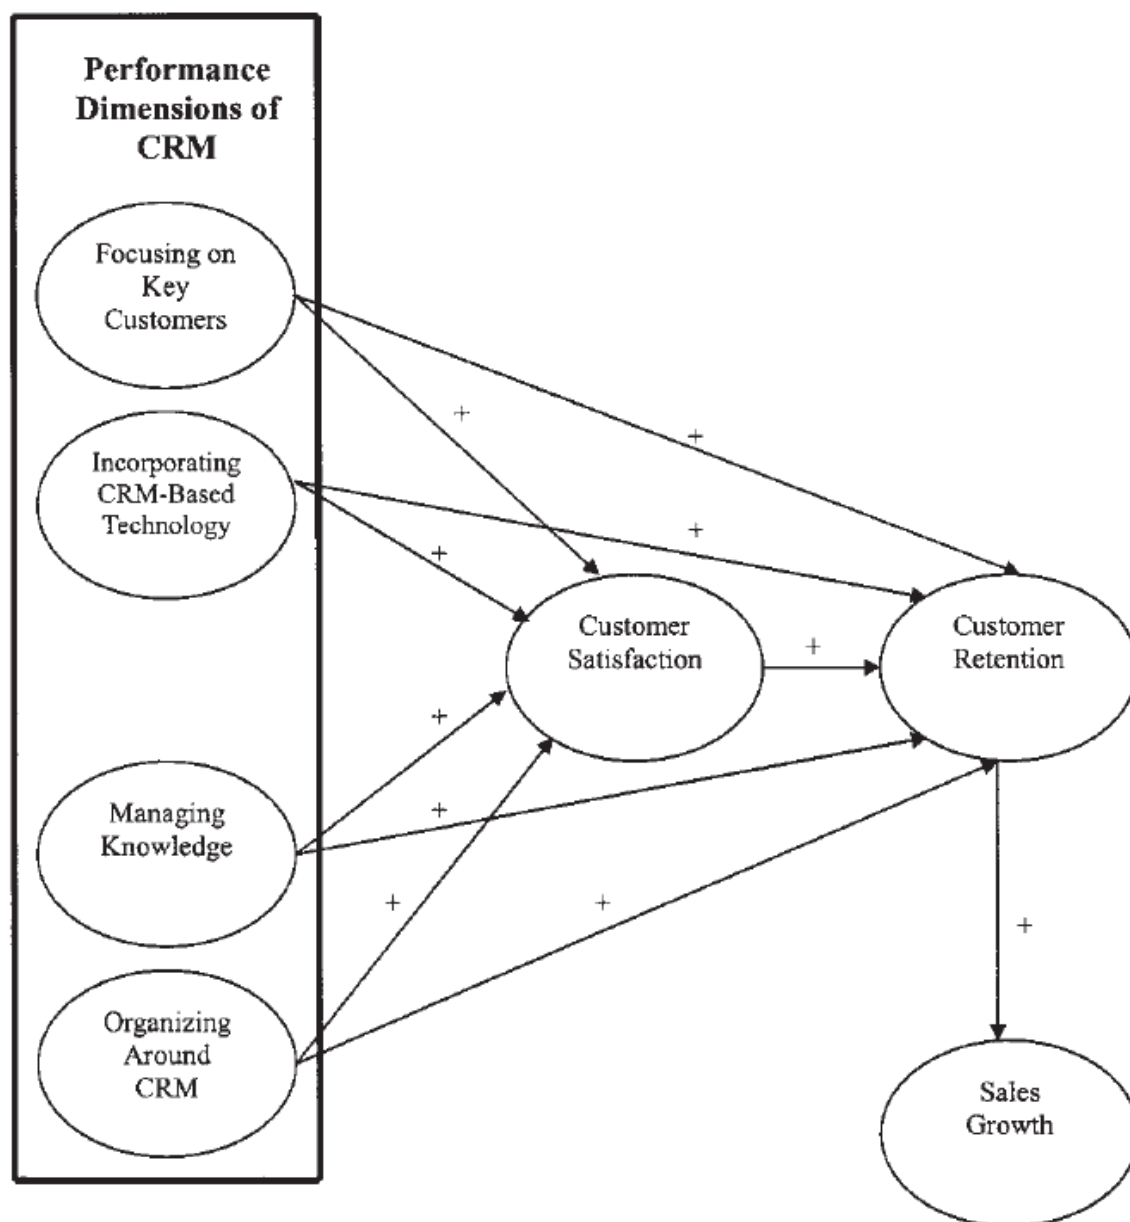 Performance
Dimensions of
CRM
Focusing on
Key
Customers
+
+
Incorporating
CRM-Based
Technology
+
+
Customer
Satisfaction
+
Customer
Retention
+
+
Managing
Knowledge
+
+
+
Organizing
Around
CRM
Sales
Growth